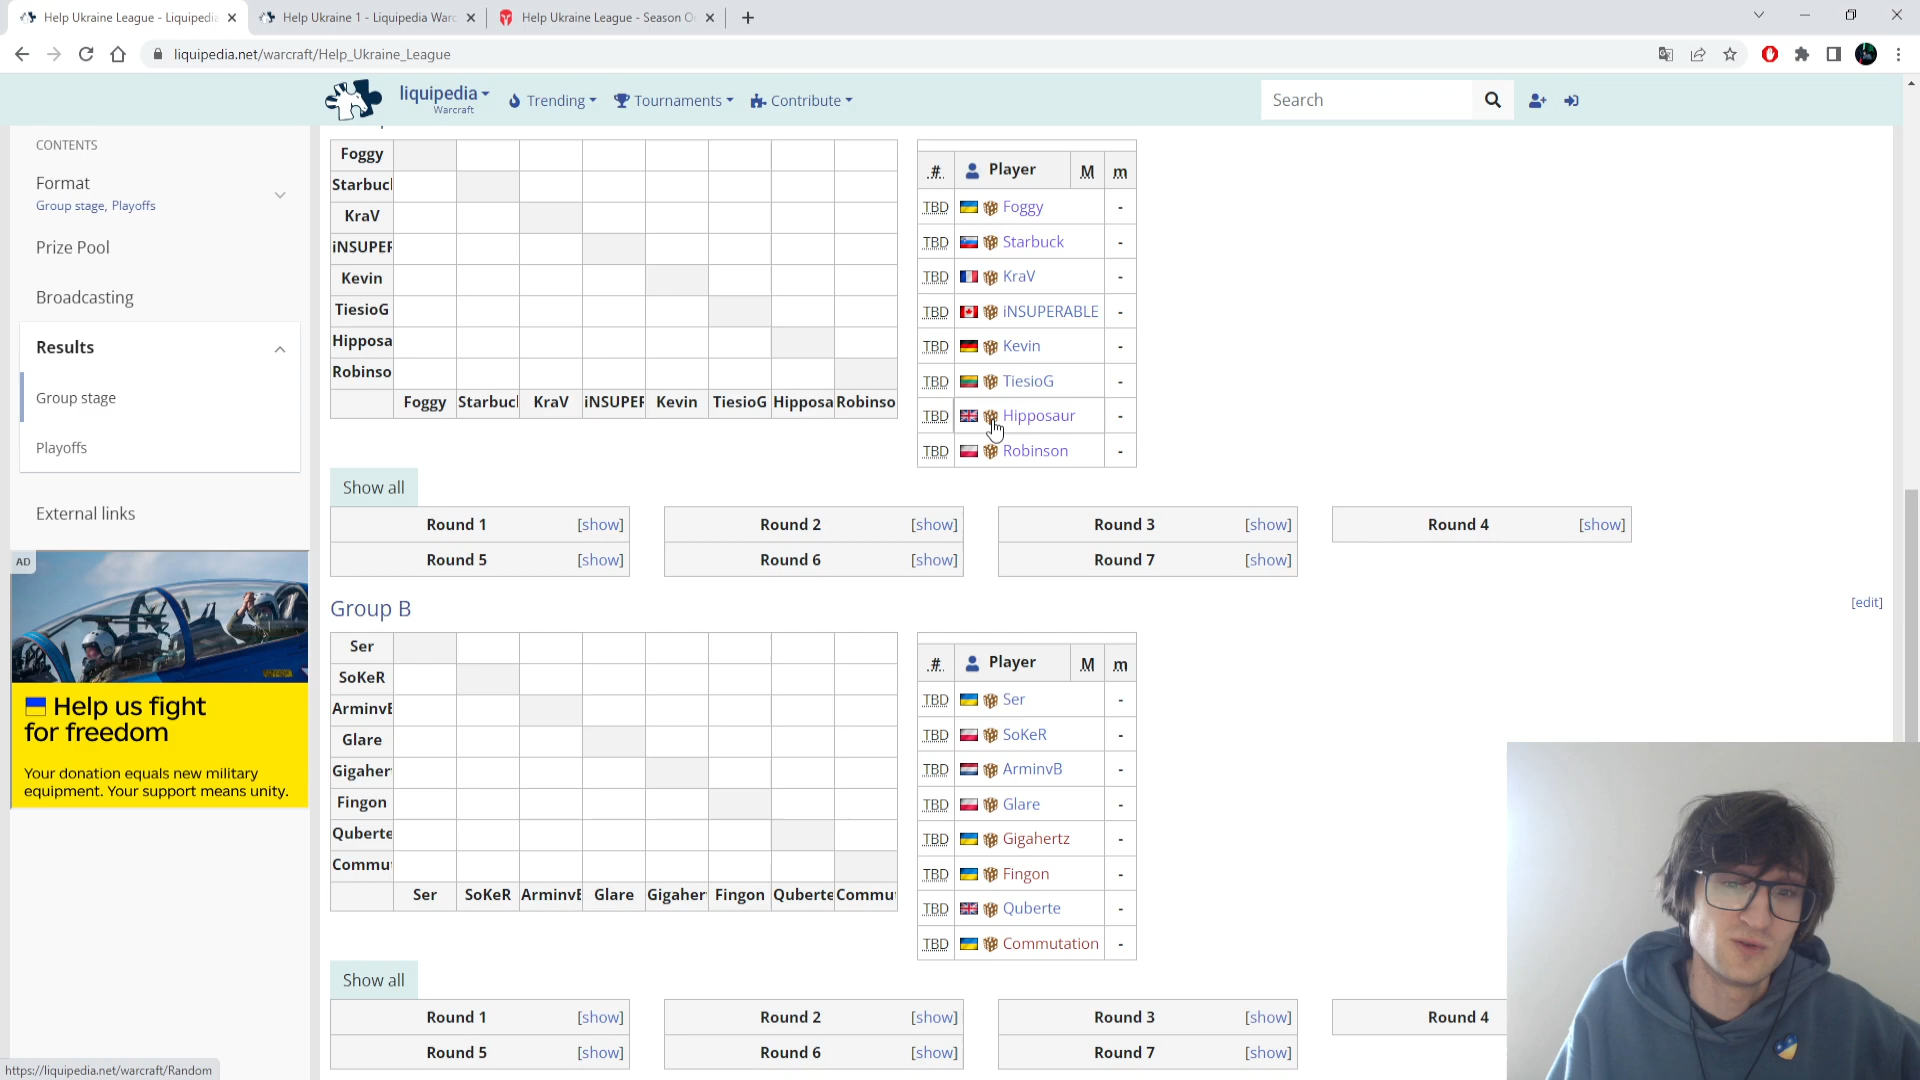 Help Ukraine League - Liquipedia
Help Ukraine 1 - Liquipedia Warc
Help Ukraine League - Season O
liquipedia.net/warcraft/Help_Ukraine_League
liquipedia
Warcraft
Trending
Tournaments
Contribute
Search
CONTENTS
Format
Group stage, Playoffs
Prize Pool
Broadcasting
Results
Group stage
Playoffs
External links
AD
Help us fight
for freedom
Your donation equals new military
equipment. Your support means unity.
Foggy
Starbuck
KraV
iNSUPER
Kevin
TiesioG
Hipposa
Robinso
Foggy Starbuck KraV iNSUPER Kevin TiesioG Hipposa Robinso
# Player M m
TBD Foggy -
TBD Starbuck -
TBD KraV -
TBD iNSUPERABLE -
TBD Kevin -
TBD TiesioG -
TBD Hipposaur -
TBD Robinson -
Show all
Round 1 [show] Round 2 [show] Round 3 [show] Round 4 [show]
Round 5 [show] Round 6 [show] Round 7 [show]
Group B
[edit]
Ser
SoKeR
ArminvB
Glare
Gigaher
Fingon
Quberte
Commu
Ser SoKeR ArminvB Glare Gigaher Fingon Quberte Commu
# Player M m
TBD Ser -
TBD SoKeR -
TBD ArminvB -
TBD Glare -
TBD Gigahertz -
TBD Fingon -
TBD Quberte -
TBD Commutation -
Show all
Round 1 [show] Round 2 [show] Round 3 [show] Round 4
Round 5 [show] Round 6 [show] Round 7 [show]
https://liquipedia.net/warcraft/Random